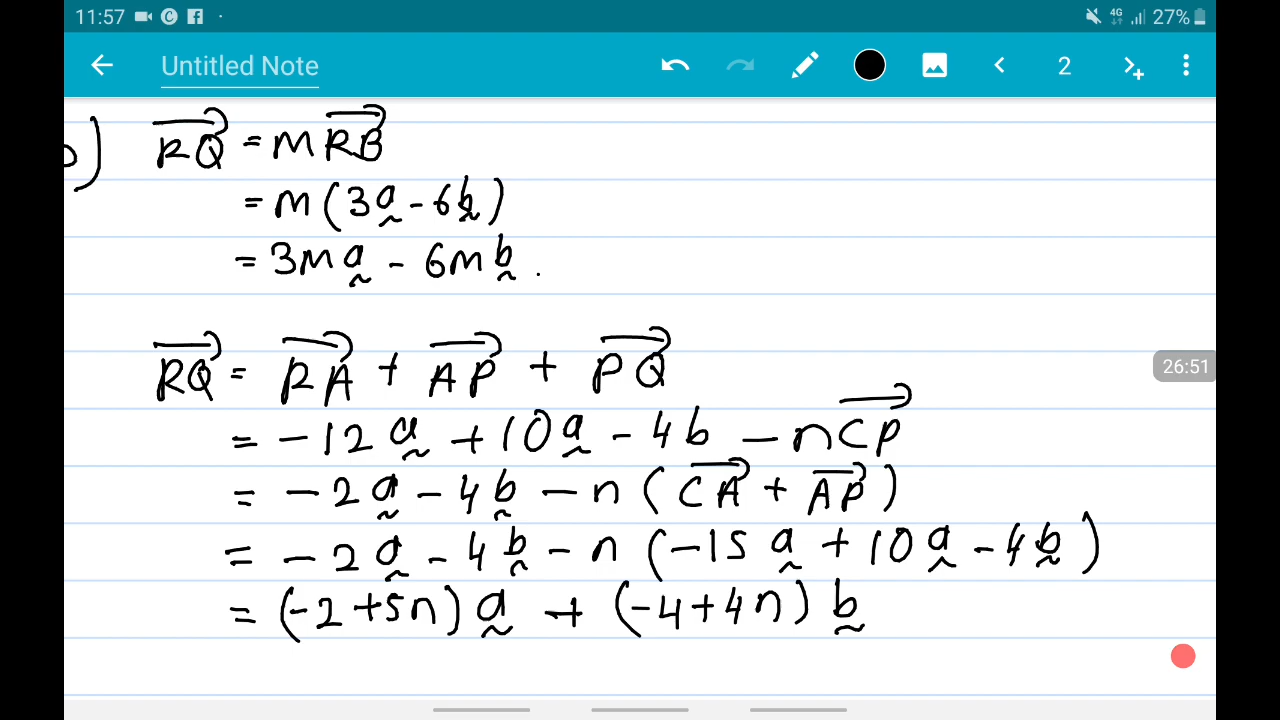 11:57 4G 27%
Untitled Note 2
b) RQ = mRB
= m(3a - 6b)
= 3ma - 6mb.
RQ = RA + AP + PQ
26:51
= -12a + 10a - 4b - nCP
= -2a - 4b - n(CA + AP)
= -2a - 4b - n(-15a + 10a - 4b)
= (-2+5n)a + (-4+4n)b